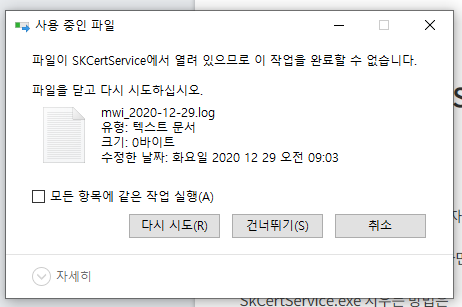 사용 중인 파일
파일이 SKCertService에서 열려 있으므로 이 작업을 완료할 수 없습니다.
파일을 닫고 다시 시도하십시오.
mwi_2020-12-29.log
유형: 텍스트 문서
크기: 0바이트
수정한 날짜: 화요일 2020 12 29 오전 09:03
모든 항목에 같은 작업 실행(A)
다시 시도(R)
건너뛰기(S)
취소
자세히
SkCertService.exe 지우는 방법은